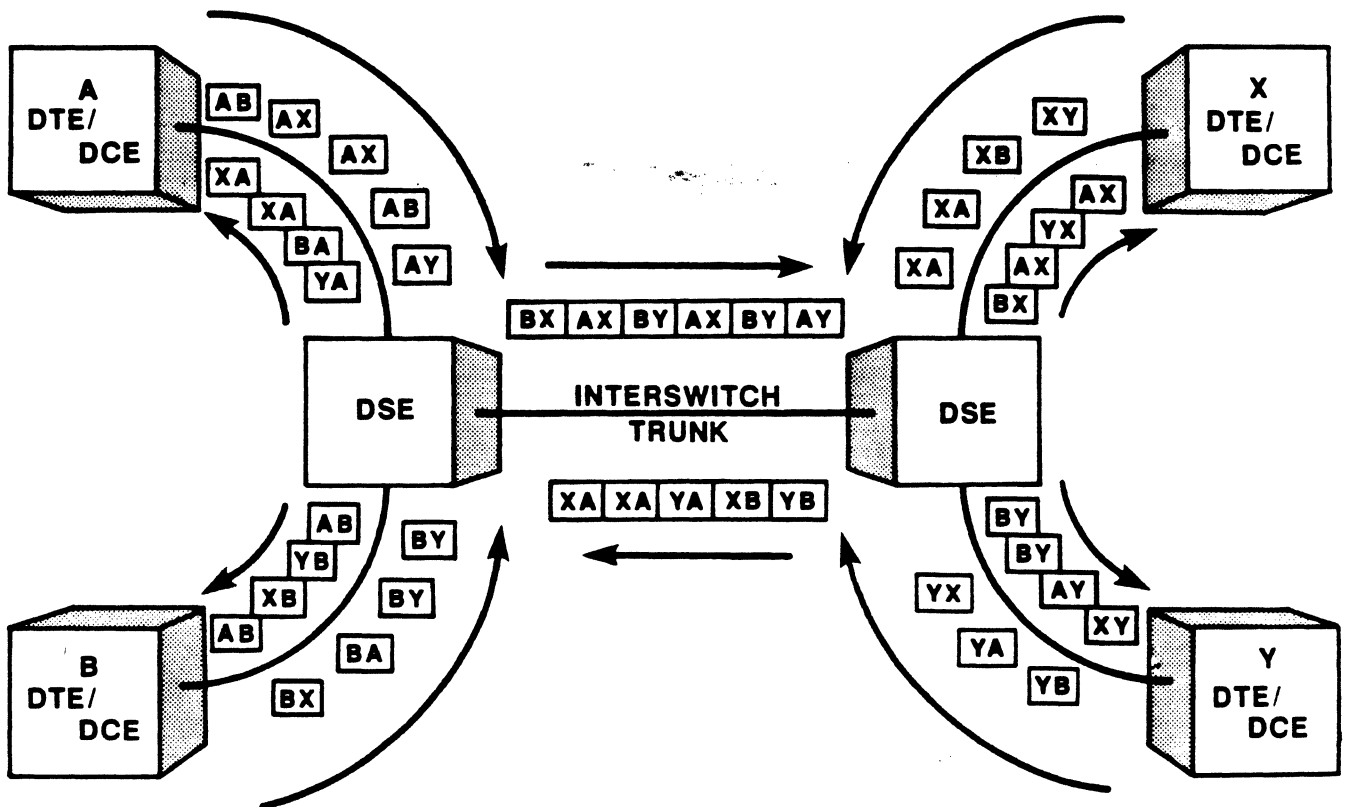 A
DTE/
DCE
AB
AX
AX
AB
AY
XA
XA
BA
YA
X
DTE/
DCE
XY
XB
XA
XA
AX
YX
AX
BX
BX AX BY AX BY AY
DSE
INTERSWITCH
TRUNK
DSE
XA XA YA XB YB
AB
YB
XB
AB
BY
BY
BA
BX
B
DTE/
DCE
BY
BY
AY
XY
YX
YA
YB
Y
DTE/
DCE